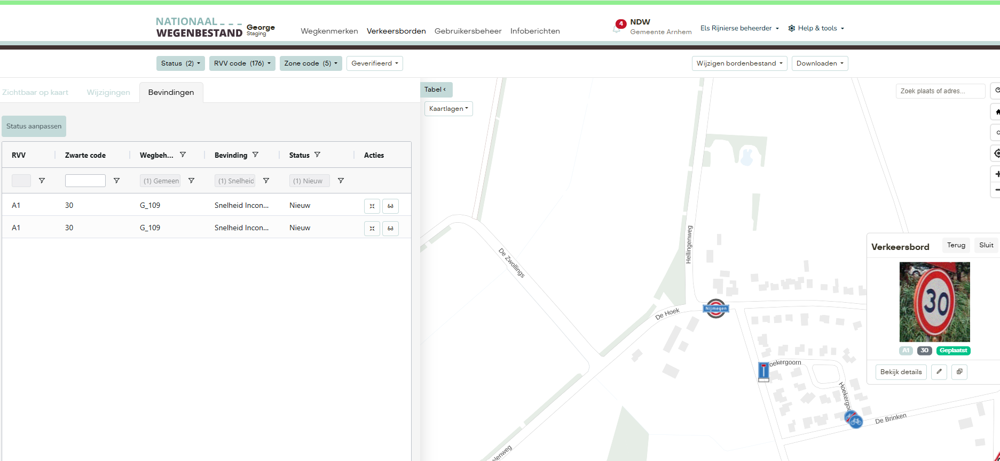 NATIONAAL
WEGENBESTAND
George
Staging
Wegkenmerken Verkeersborden Gebruikersbeheer Infoberichten
4
NDW
Gemeente Arnhem
Els Rijnierse beheerder
Help & tools
Status (2) RVV code (176) Zone code (5) Geverifieerd
Wijzigen bordenbestand Downloaden
Zichtbaar op kaart Wijzigingen Bevindingen
Tabel <
Kaartlagen
Zoek plaats of adres...
Status aanpassen
RVV Zwarte code Wegbeh... Bevinding Status Acties
(1) Gemeen (1) Snelheid (1) Nieuw
A1 30 G_109 Snelheid Incon... Nieuw
A1 30 G_109 Snelheid Incon... Nieuw
De Zwollings
Hellingenweg
De Hoek
Nijmegen
oekergoorn
Hoekergoo
De Brinken
elenweg
Verkeersbord Terug Sluit
30
A1 30 Geplaatst
Bekijk details